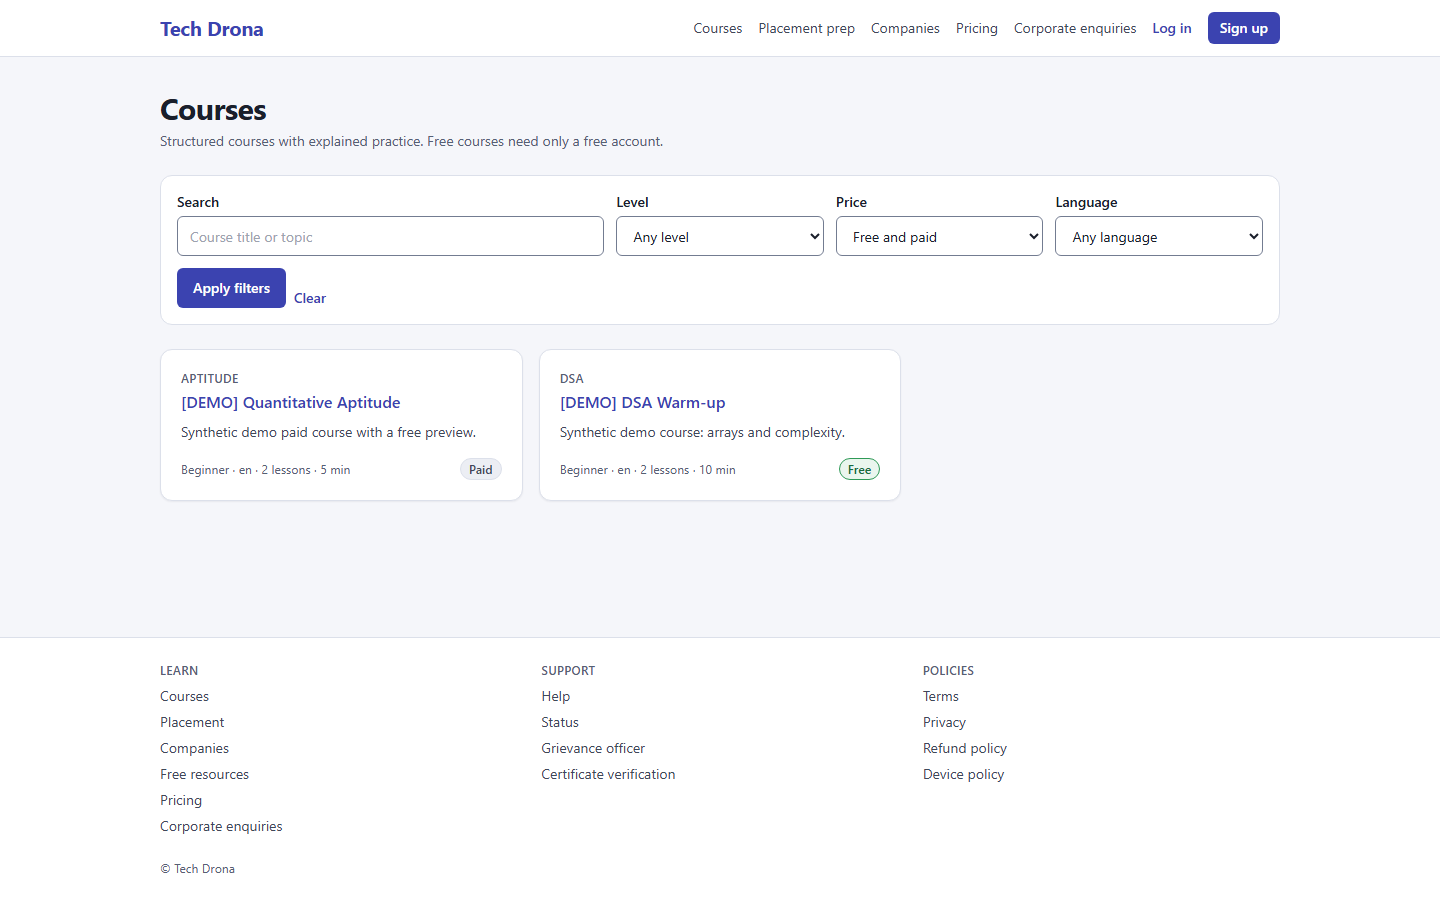 Tech Drona
Courses Placement prep Companies Pricing Corporate enquiries Log in Sign up
Courses
Structured courses with explained practice. Free courses need only a free account.
Search Level Price Language
Course title or topic Any level Free and paid Any language
Apply filters Clear
APTITUDE
[DEMO] Quantitative Aptitude
Synthetic demo paid course with a free preview.
Beginner · en · 2 lessons · 5 min Paid
DSA
[DEMO] DSA Warm-up
Synthetic demo course: arrays and complexity.
Beginner · en · 2 lessons · 10 min Free
LEARN
Courses
Placement
Companies
Free resources
Pricing
Corporate enquiries
SUPPORT
Help
Status
Grievance officer
Certificate verification
POLICIES
Terms
Privacy
Refund policy
Device policy
© Tech Drona